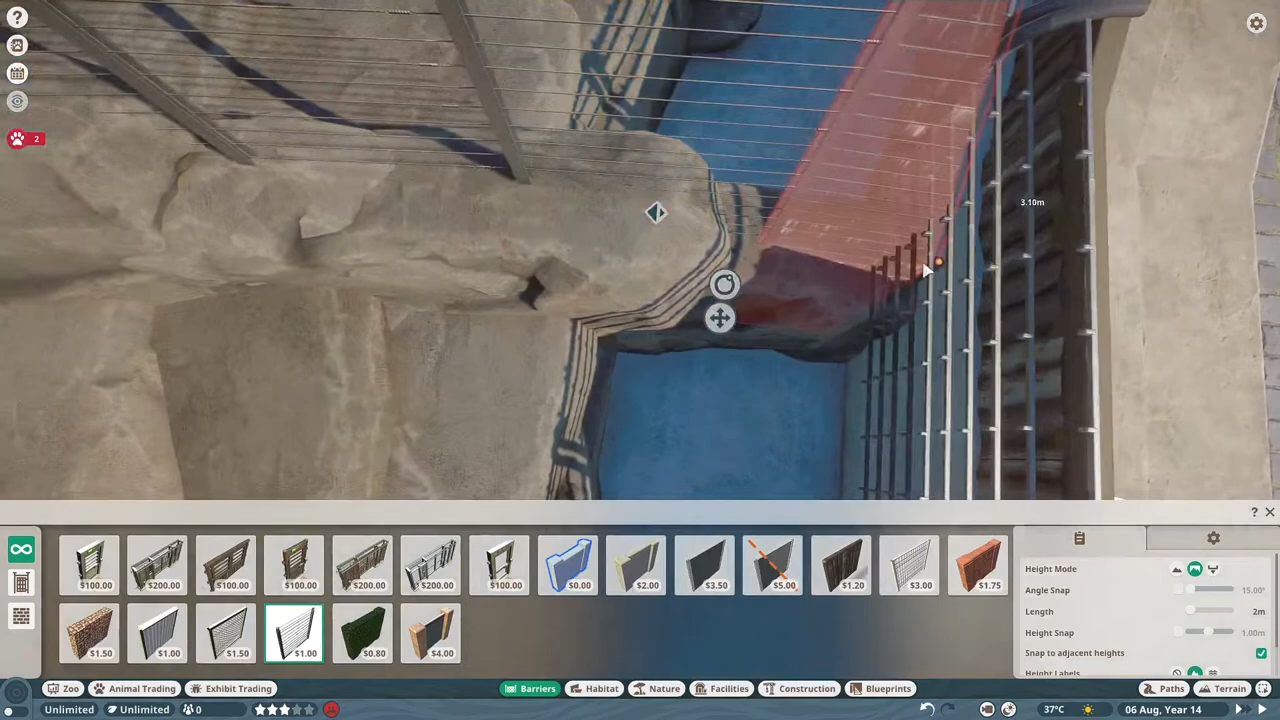 ?
2
3.10m
?
$100.00 $200.00 $100.00 $100.00 $200.00 $200.00 $100.00 $0.00 $2.00 $3.50 $5.00 $1.20 $3.00 $1.75
$1.50 $1.00 $1.50 $1.00 $0.80 $4.00
Height Mode
Angle Snap 15.00°
Length 2m
Height Snap 1.00m
Snap to adjacent heights
Height Labels
Zoo Animal Trading Exhibit Trading Barriers Habitat Nature Facilities Construction Blueprints Paths Terrain
Unlimited Unlimited 0 37°C 06 Aug, Year 14